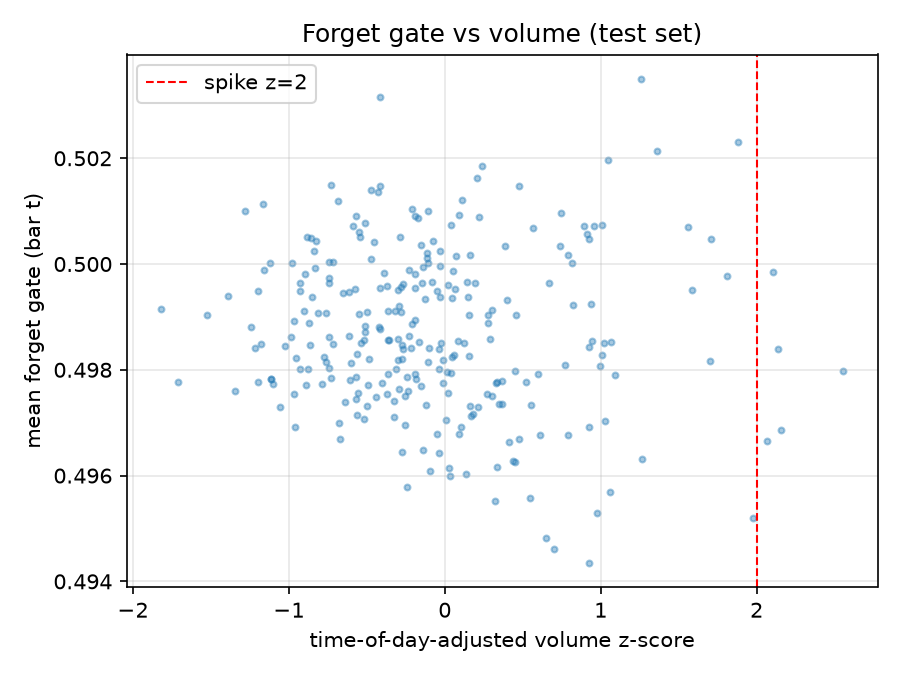 Forget gate vs volume (test set)
spike z=2
mean forget gate (bar t)
0.502
0.500
0.498
0.496
0.494
−2
−1
0
1
2
time-of-day-adjusted volume z-score